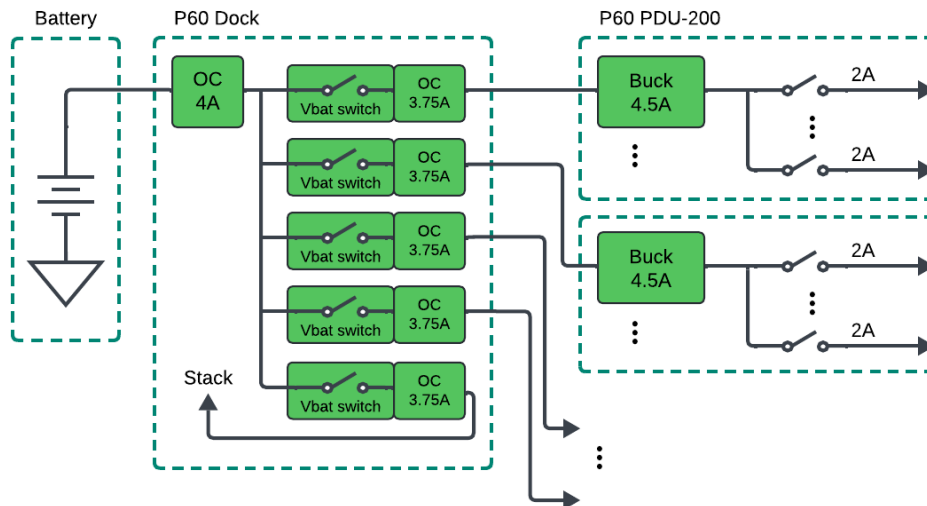 Battery
P60 Dock
P60 PDU-200
OC
4A
Vbat switch
OC
3.75A
Buck
4.5A
2A
2A
Vbat switch
OC
3.75A
Vbat switch
OC
3.75A
Buck
4.5A
2A
2A
Vbat switch
OC
3.75A
Stack
Vbat switch
OC
3.75A